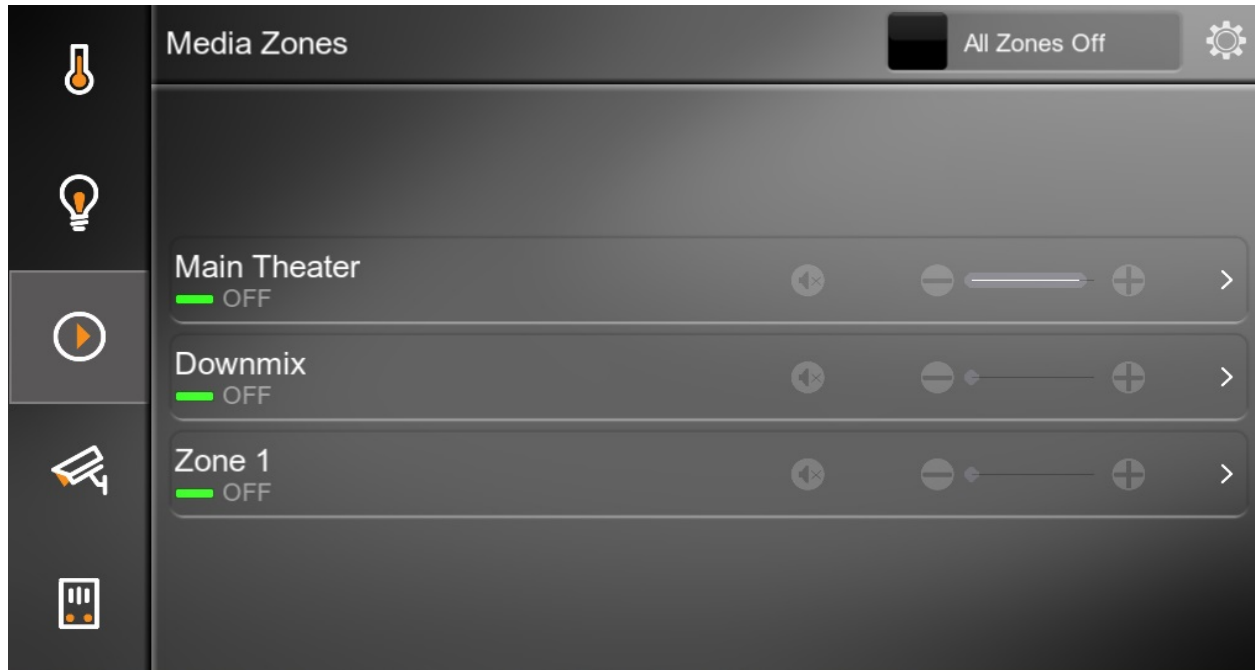 Media Zones
All Zones Off
Main Theater
OFF
Downmix
OFF
Zone 1
OFF